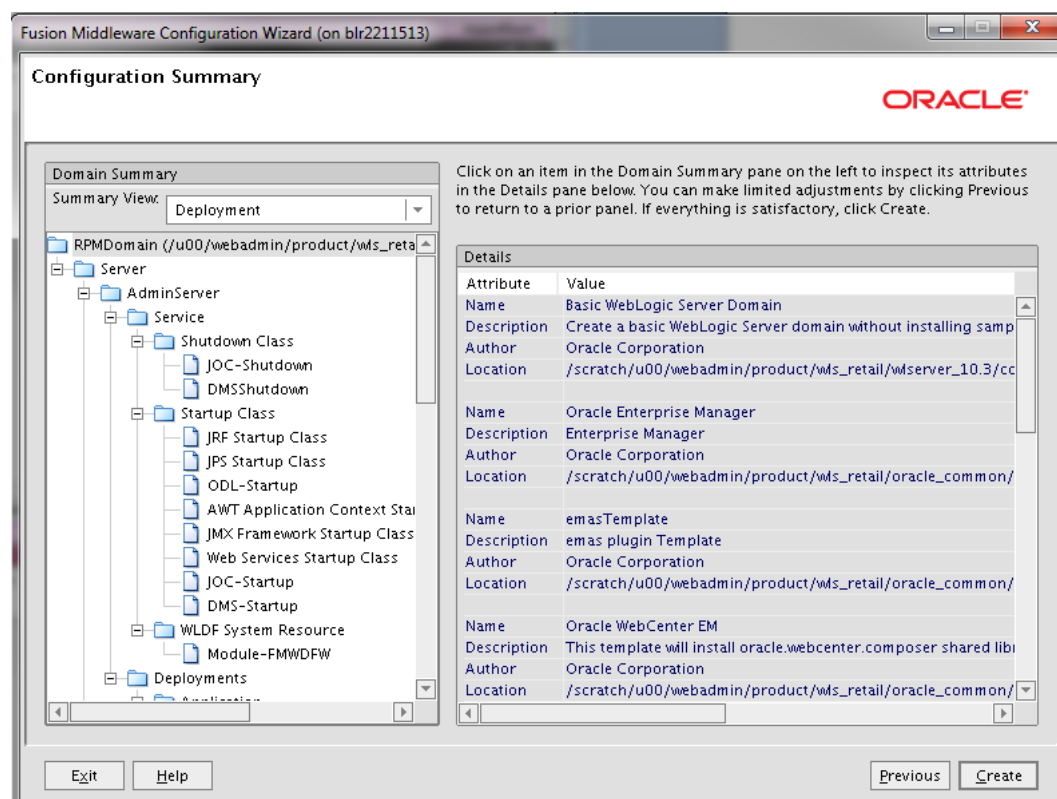 Fusion Middleware Configuration Wizard (on blr2211513)
Configuration Summary
ORACLE
Domain Summary
Summary View:
Deployment
RPMDomain (/u00/webadmin/product/wls_reta
Server
AdminServer
Service
Shutdown Class
JOC-Shutdown
DMSShutdown
Startup Class
JRF Startup Class
JPS Startup Class
ODL-Startup
AWT Application Context Star
JMX Framework Startup Class
Web Services Startup Class
JOC-Startup
DMS-Startup
WLDF System Resource
Module-FMWDFW
Deployments
Click on an item in the Domain Summary pane on the left to inspect its attributes
in the Details pane below. You can make limited adjustments by clicking Previous
to return to a prior panel. If everything is satisfactory, click Create.
Details
Attribute Value
Name Basic WebLogic Server Domain
Description Create a basic WebLogic Server domain without installing samp
Author Oracle Corporation
Location /scratch/u00/webadmin/product/wls_retail/wlserver_10.3/cc
Name Oracle Enterprise Manager
Description Enterprise Manager
Author Oracle Corporation
Location /scratch/u00/webadmin/product/wls_retail/oracle_common/
Name emasTemplate
Description emas plugin Template
Author Oracle Corporation
Location /scratch/u00/webadmin/product/wls_retail/oracle_common/
Name Oracle WebCenter EM
Description This template will install oracle.webcenter.composer shared libr
Author Oracle Corporation
Location /scratch/u00/webadmin/product/wls_retail/oracle_common/
Exit
Help
Previous
Create